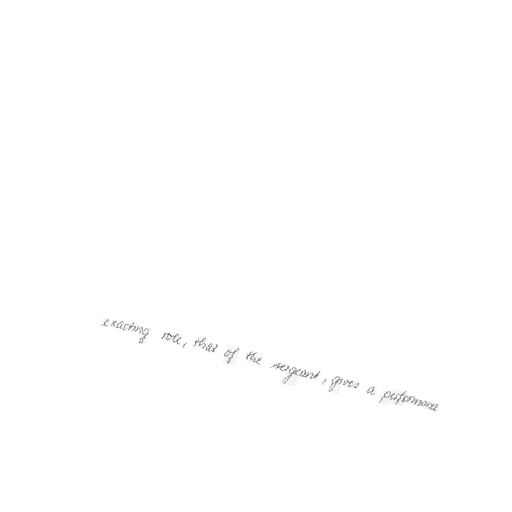 exacting role, that of the sergeant, gives a performance